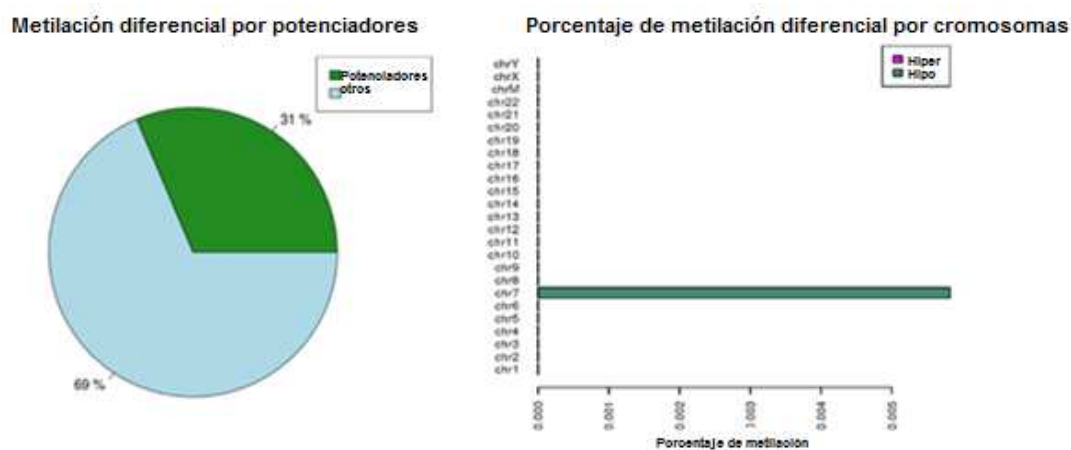 Metilación diferencial por potenciadores
Potenoladores
otros
31 %
69 %
Porcentaje de metilación diferencial por cromosomas
Hiper
Hipo
chrY
chrX
chrM
chr22
chr21
chr20
chr19
chr18
chr17
chr16
chr15
chr14
chr13
chr12
chr11
chr10
chr9
chr8
chr7
chr6
chr5
chr4
chr3
chr2
chr1
0.000
0.001
0.002
1.003
0.004
0.005
Porcentaje de metilación